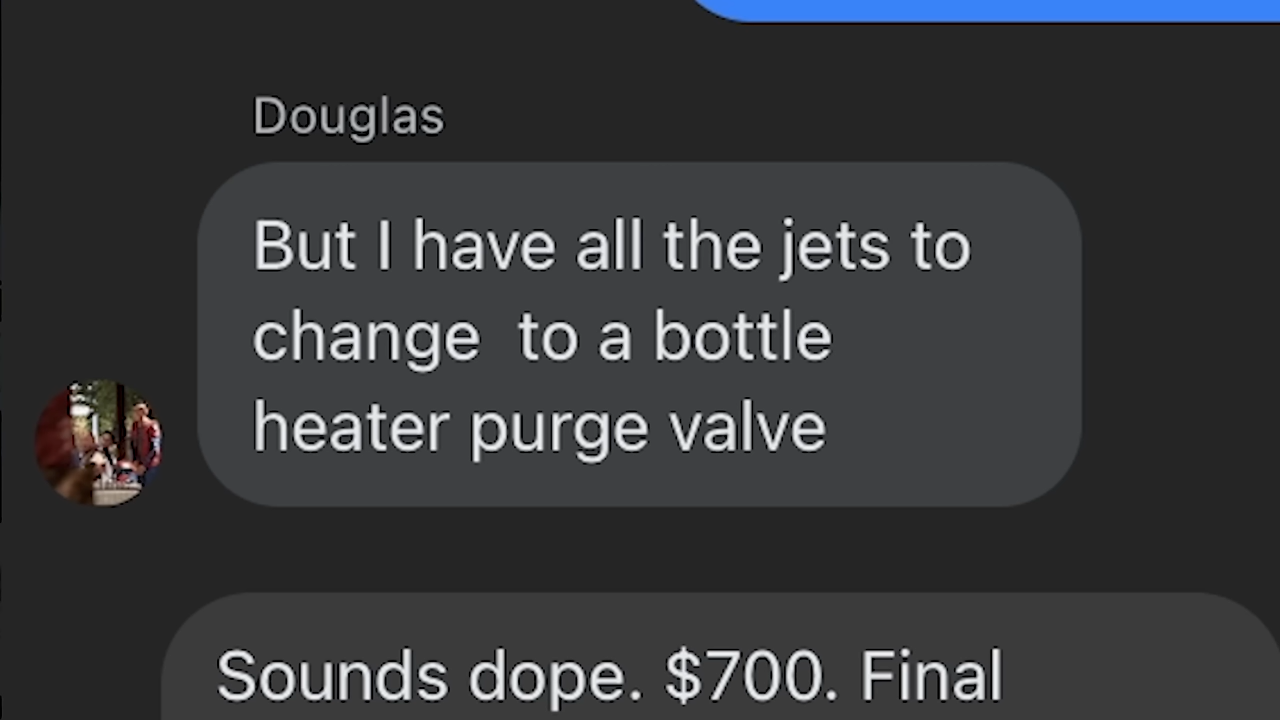 Douglas
But I have all the jets to
change  to a bottle
heater purge valve
Sounds dope. $700. Final